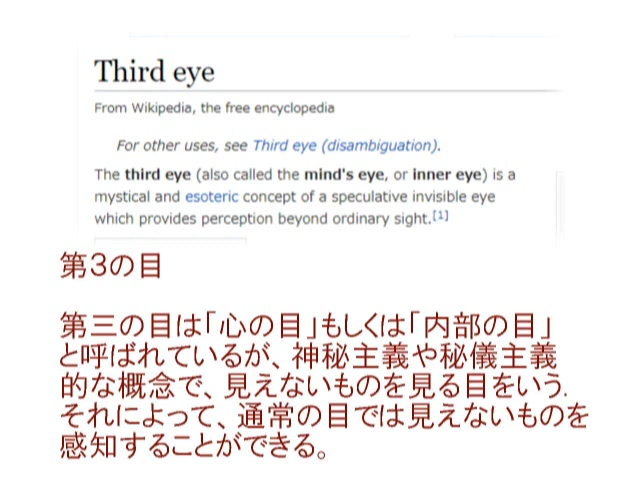 Third eye
From Wikipedia, the free encyclopedia
For other uses, see Third eye (disambiguation).
The third eye (also called the mind's eye, or inner eye) is a
mystical and esoteric concept of a speculative invisible eye
which provides perception beyond ordinary sight.[1]
第3の目
第三の目は「心の目」もしくは「内部の目」
と呼ばれているが、神秘主義や秘儀主義
的な概念で、見えないものを見る目をいう.
それによって、通常の目では見えないものを
感知することができる。